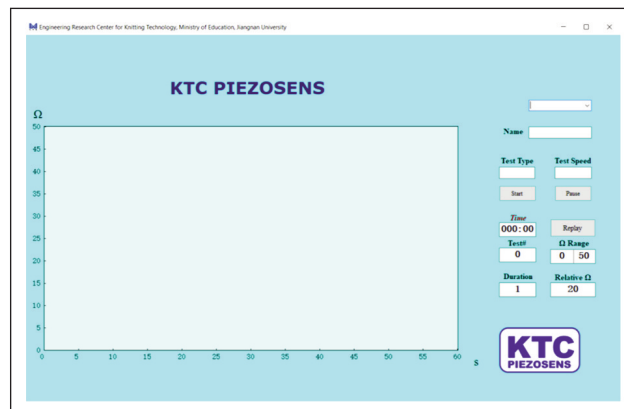 Engineering Research Center for Knitting Technology, Ministry of Education, Jiangnan University
KTC PIEZOSENS
Ω
50
45
40
35
30
25
20
15
10
5
0
0 5 10 15 20 25 30 35 40 45 50 55 60
S
Name
Test Type Test Speed
Start Pause
Time
000:00 Replay
Test# Ω Range
0 0 50
Duration Relative Ω
1 20
KTC
PIEZOSENS